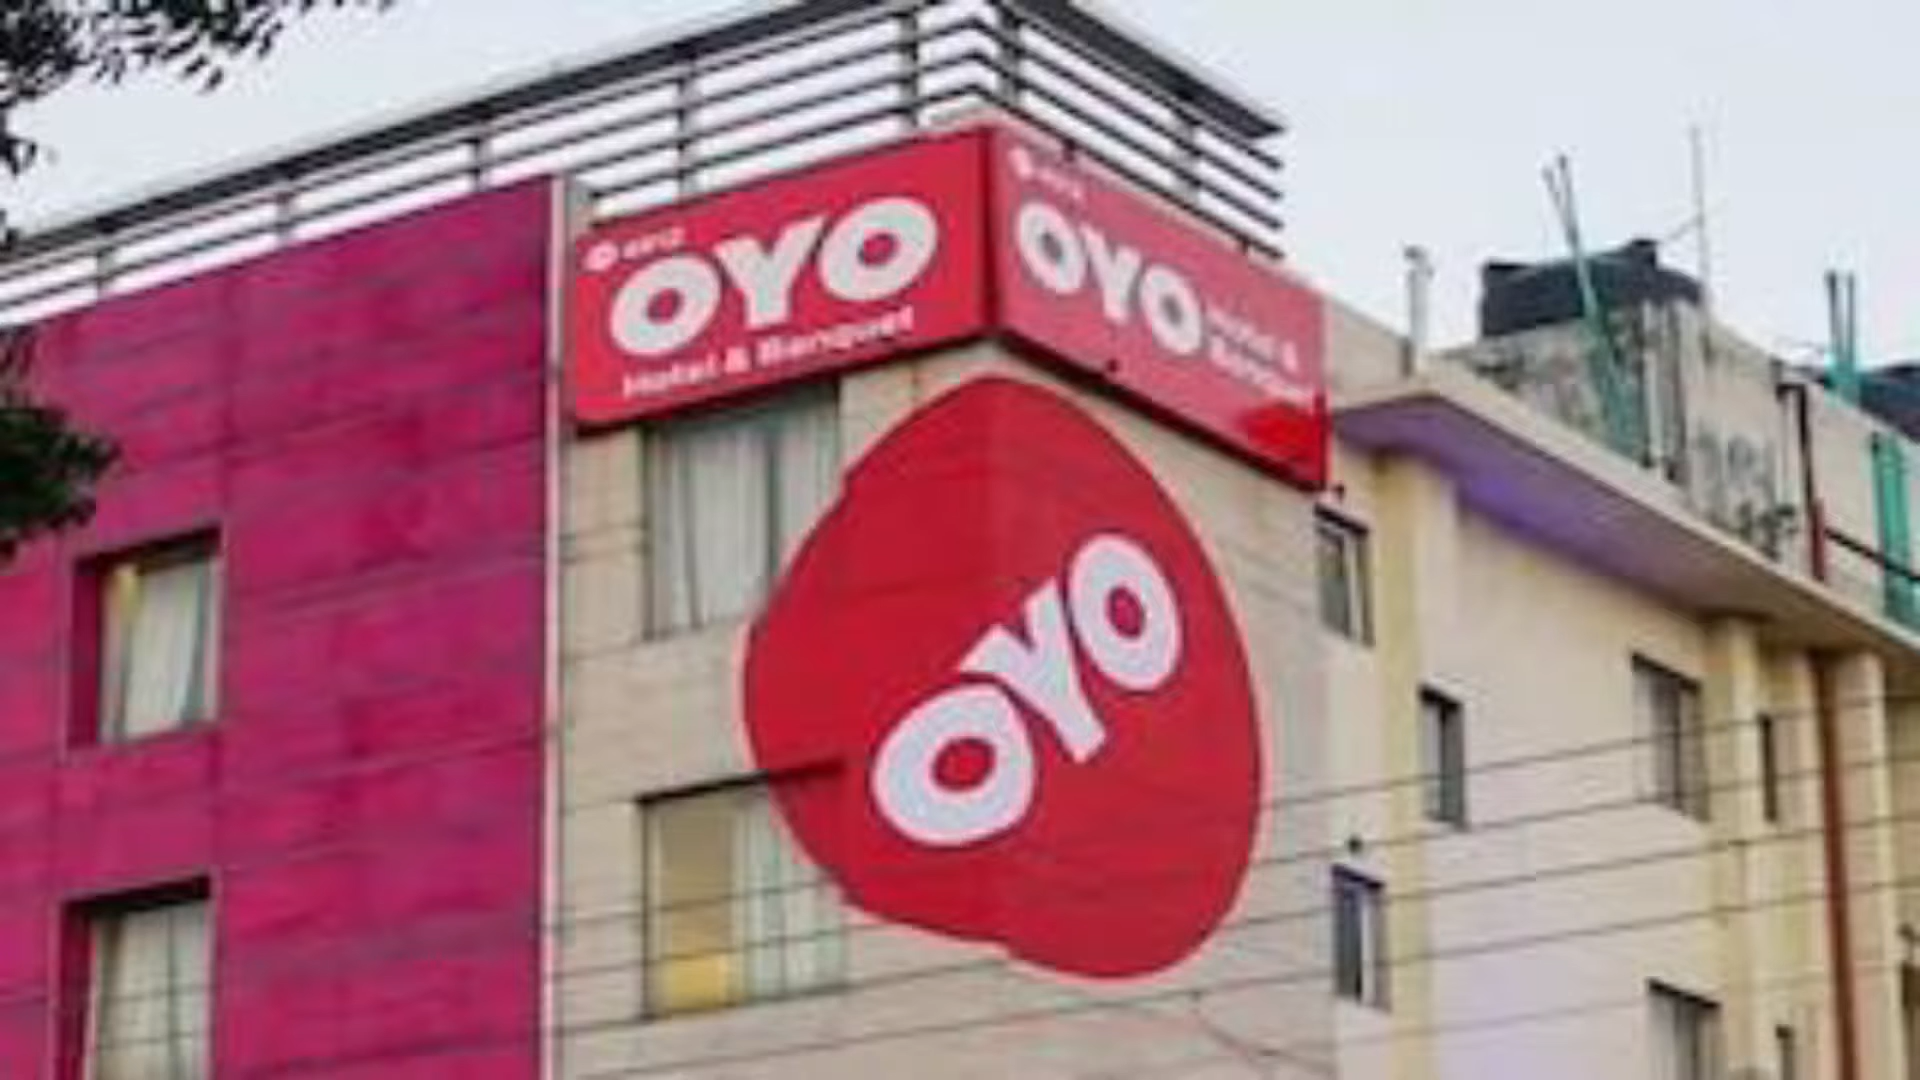 OYO
Hotel & Banquet
OYO
Hotel &
Banquet
OYO